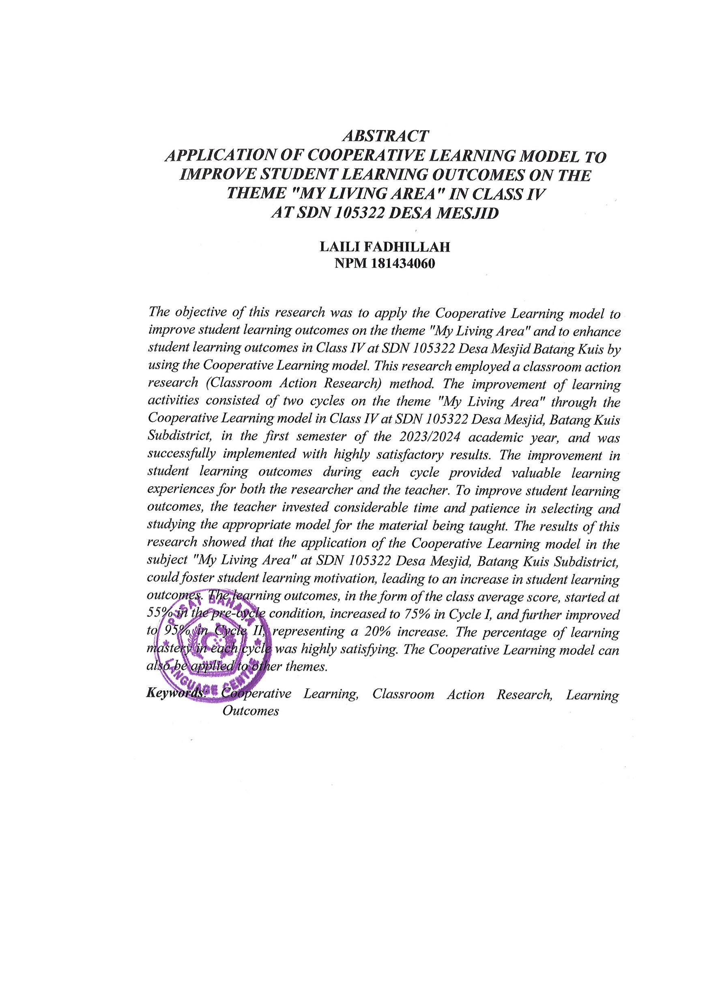 ABSTRACT
APPLICATION OF COOPERATIVE LEARNING MODEL TO
IMPROVE STUDENT LEARNING OUTCOMES ON THE
THEME "MY LIVING AREA" IN CLASS IV
AT SDN 105322 DESA MESJID
LAILI FADHILLAH
NPM 181434060
The objective of this research was to apply the Cooperative Learning model to
improve student learning outcomes on the theme "My Living Area" and to enhance
student learning outcomes in Class IV at SDN 105322 Desa Mesjid Batang Kuis by
using the Cooperative Learning model. This research employed a classroom action
research (Classroom Action Research) method. The improvement of learning
activities consisted of two cycles on the theme "My Living Area" through the
Cooperative Learning model in Class IV at SDN 105322 Desa Mesjid, Batang Kuis
Subdistrict, in the first semester of the 2023/2024 academic year, and was
successfully implemented with highly satisfactory results. The improvement in
student learning outcomes during each cycle provided valuable learning
experiences for both the researcher and the teacher. To improve student learning
outcomes, the teacher invested considerable time and patience in selecting and
studying the appropriate model for the material being taught. The results of this
research showed that the application of the Cooperative Learning model in the
subject "My Living Area" at SDN 105322 Desa Mesjid, Batang Kuis Subdistrict,
could foster student learning motivation, leading to an increase in student learning
outcomes. The learning outcomes, in the form of the class average score, started at
55% in the pre-cycle condition, increased to 75% in Cycle I, and further improved
to 95% in Cycle II, representing a 20% increase. The percentage of learning
mastery in each cycle was highly satisfying. The Cooperative Learning model can
also be applied to other themes.
Keywords: Cooperative Learning, Classroom Action Research, Learning
Outcomes
PUSAT BAHASA
LANGUAGE CENTRE